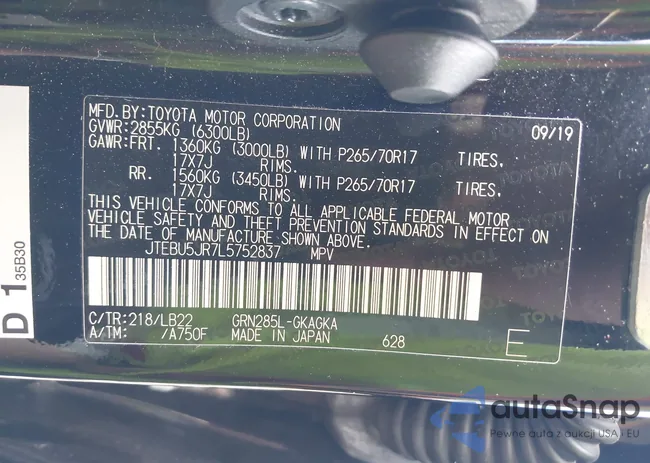 MFD.BY:TOYOTA MOTOR CORPORATION 09/19
GVWR:2855KG (6300LB)
GAWR:FRT. 1360KG (3000LB) WITH P265/70R17 TIRES.
17X7J RIMS.
RR. 1560KG (3450LB) WITH P265/70R17 TIRES.
17X7J RIMS.
THIS VEHICLE CONFORMS TO ALL APPLICABLE FEDERAL MOTOR
VEHICLE SAFETY AND THEFT PREVENTION STANDARDS IN EFFECT ON
THE DATE OF MANUFACTURE SHOWN ABOVE.
JTEBU5JR7L5752837 MPV
C/TR:218/LB22 GRN285L-GKAGKA
A/TM: /A750F MADE IN JAPAN 628 E
D 1 35B30
autoSnap
Pewne auta z aukcji USA i EU